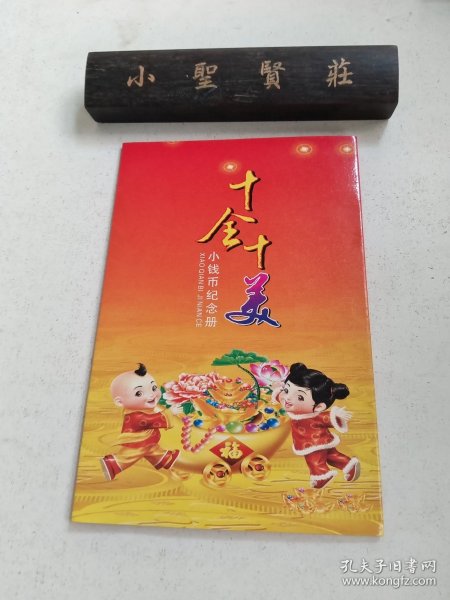 小聖賢莊
十全十美
小钱币纪念册
XIAO QIAN BI JI NIAN CE
福
孔夫子旧书网
www.kongfz.com